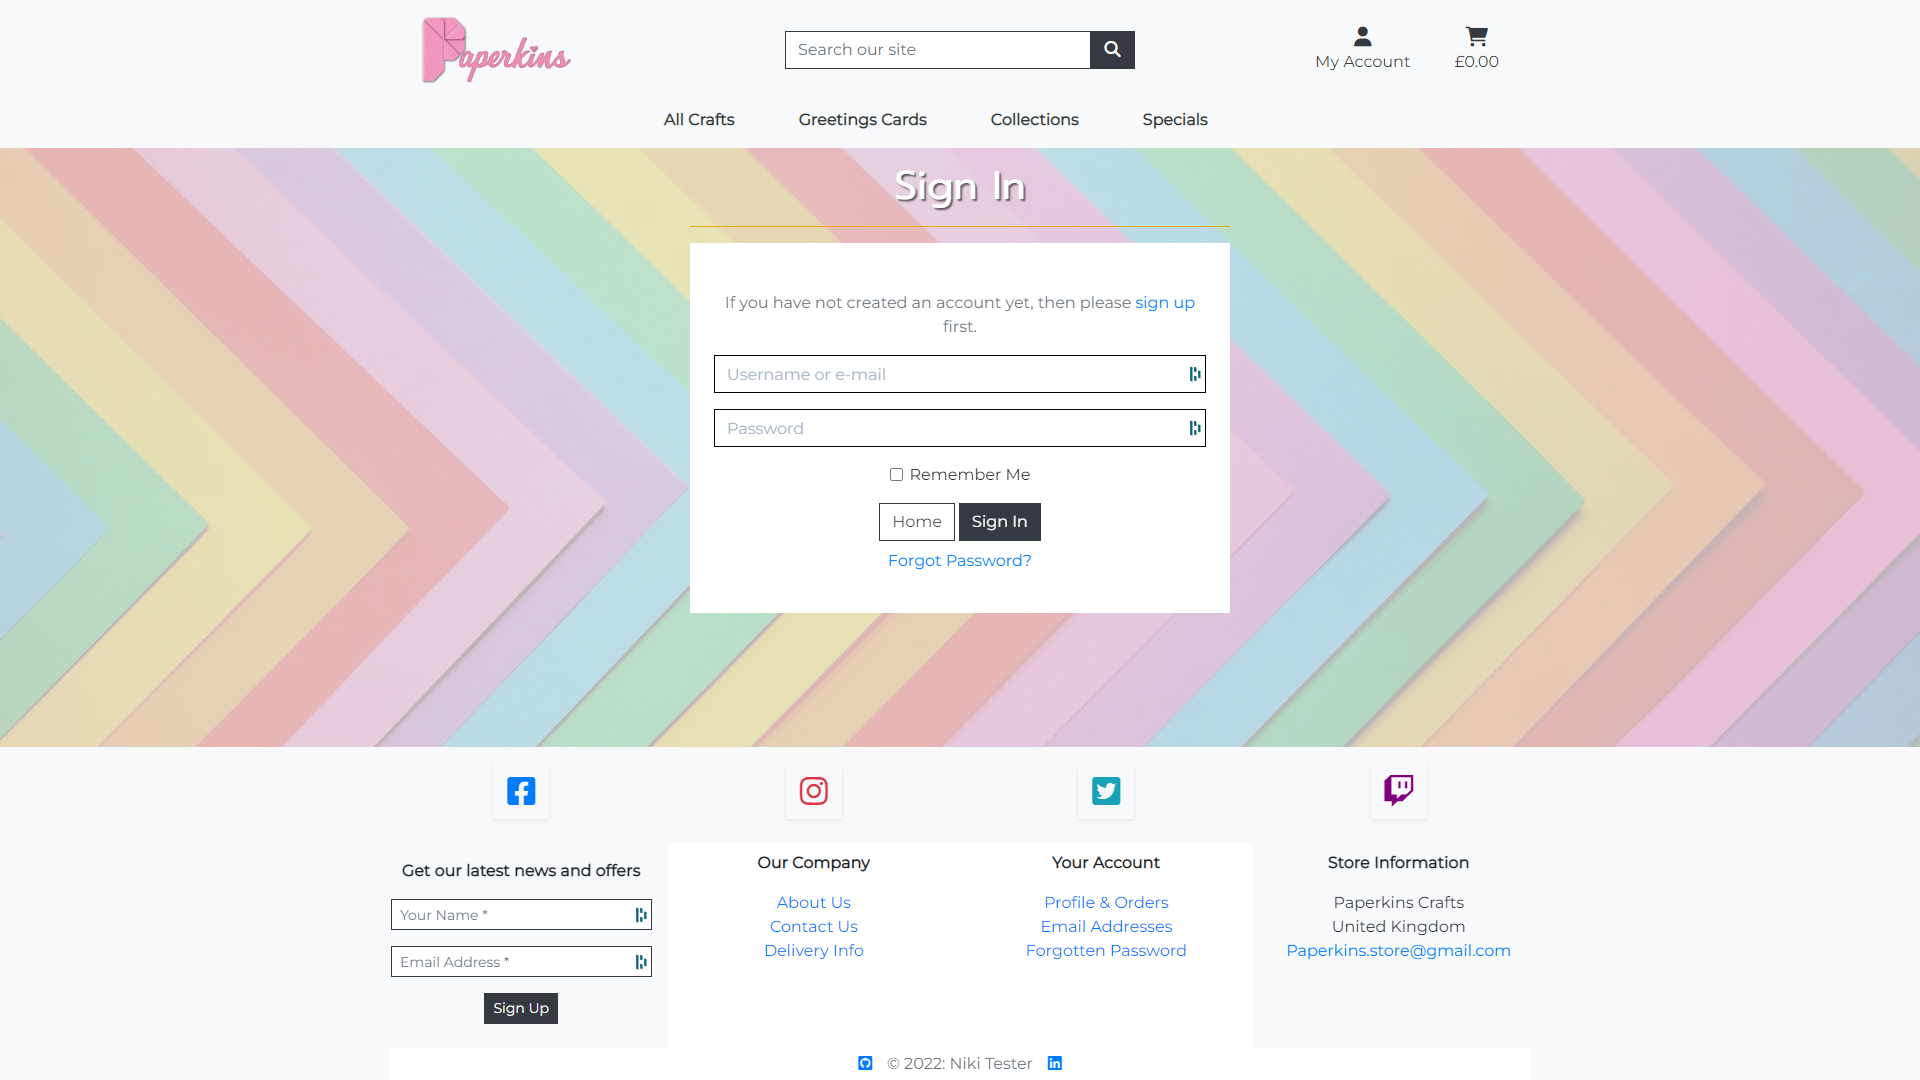 Paperkins
Search our site
My Account
£0.00
All Crafts
Greetings Cards
Collections
Specials
Sign In
If you have not created an account yet, then please sign up
first.
Username or e-mail
Password
Remember Me
Home
Sign In
Forgot Password?
Get our latest news and offers
Your Name *
Email Address *
Sign Up
Our Company
About Us
Contact Us
Delivery Info
Your Account
Profile & Orders
Email Addresses
Forgotten Password
Store Information
Paperkins Crafts
United Kingdom
Paperkins.store@gmail.com
© 2022: Niki Tester